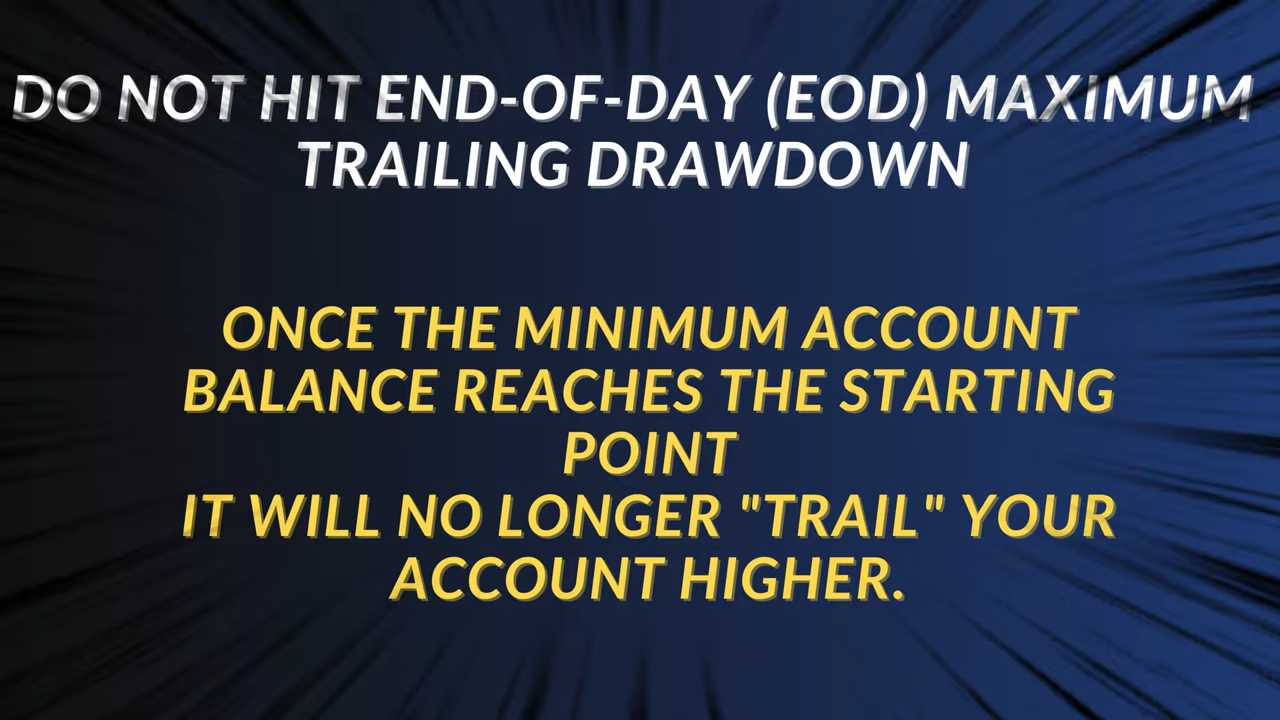 DO NOT HIT END-OF-DAY (EOD) MAXIMUM
TRAILING DRAWDOWN
ONCE THE MINIMUM ACCOUNT
BALANCE REACHES THE STARTING
POINT
IT WILL NO LONGER "TRAIL" YOUR
ACCOUNT HIGHER.